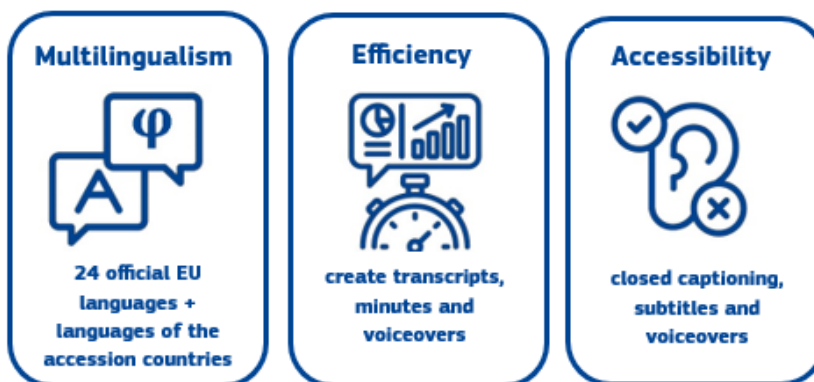 Multilingualism
φ
A
24 official EU
languages +
languages of the
accession countries
Efficiency
create transcripts,
minutes and
voiceovers
Accessibility
closed captioning,
subtitles and
voiceovers